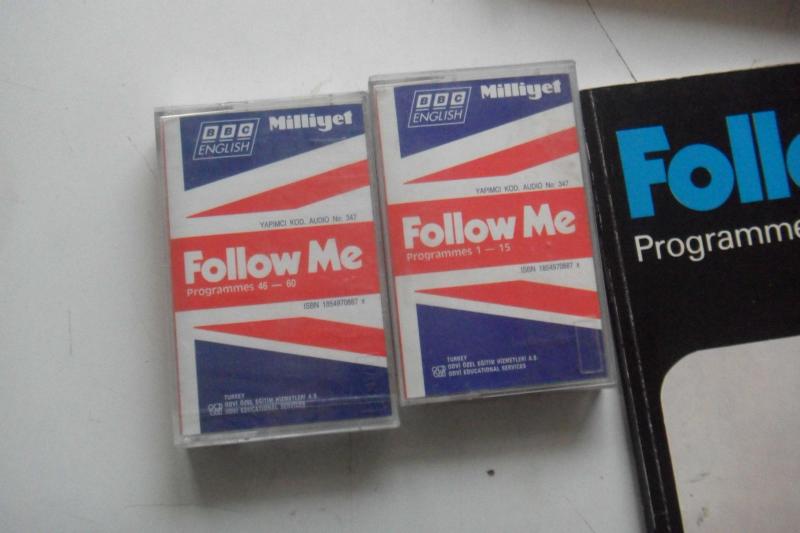 BBC
ENGLISH
Milliyet
YAPIMCI KOD. AUDIO No: 347
Follow Me
Programmes 46 — 60
ISBN 1854970887 x
TURKEY
ODVİ ÖZEL EĞİTİM HİZMETLERİ A.Ş.
ODVİ EDUCATIONAL SERVICES
BBC
ENGLISH
Milliyet
YAPIMCI KOD. AUDIO No: 347
Follow Me
Programmes 1 — 15
ISBN 1854970887 x
TURKEY
ODVİ ÖZEL EĞİTİM HİZMETLERİ A.Ş.
ODVİ EDUCATIONAL SERVICES
Follo
Programme